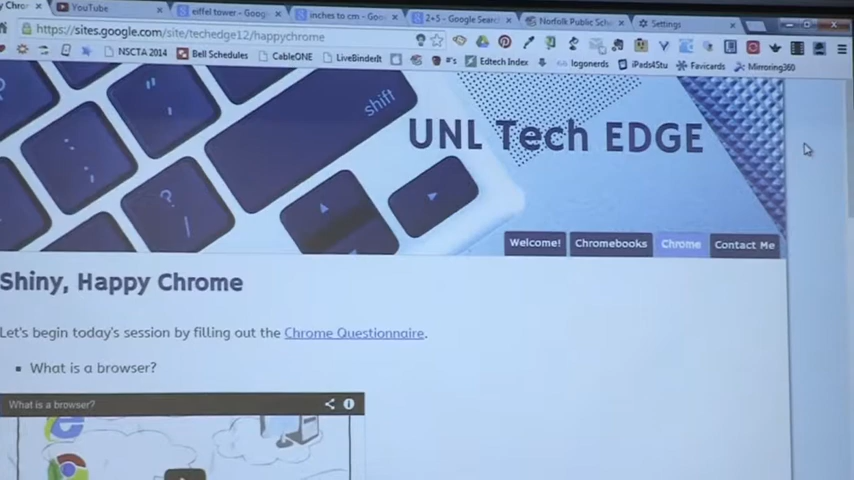 Chror
YouTube
eiffel tower - Goog
inches to cm - Goo
2+5 - Google Searc
Norfolk Public Sch
Settings
https://sites.google.com/site/techedge12/happychrome
NSCTA 2014
Bell Schedules
CableONE
LiveBinderIt
#'s
Edtech Index
logonerds
iPads4Stu
Favicards
Mirroring360
shift
UNL Tech EDGE
Welcome!
Chromebooks
Chrome
Contact Me
Shiny, Happy Chrome
Let's begin today's session by filling out the Chrome Questionnaire.
What is a browser?
What is a browser?